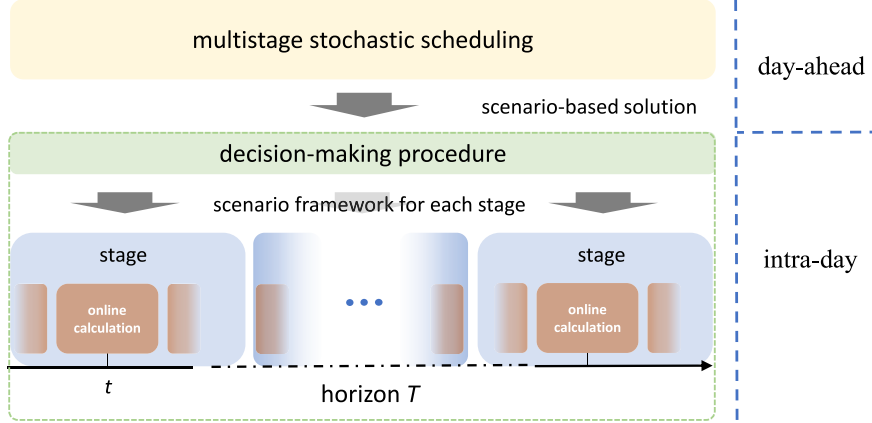 multistage stochastic scheduling
day-ahead
scenario-based solution
decision-making procedure
scenario framework for each stage
stage
stage
intra-day
online
calculation
online
calculation
t
horizon T